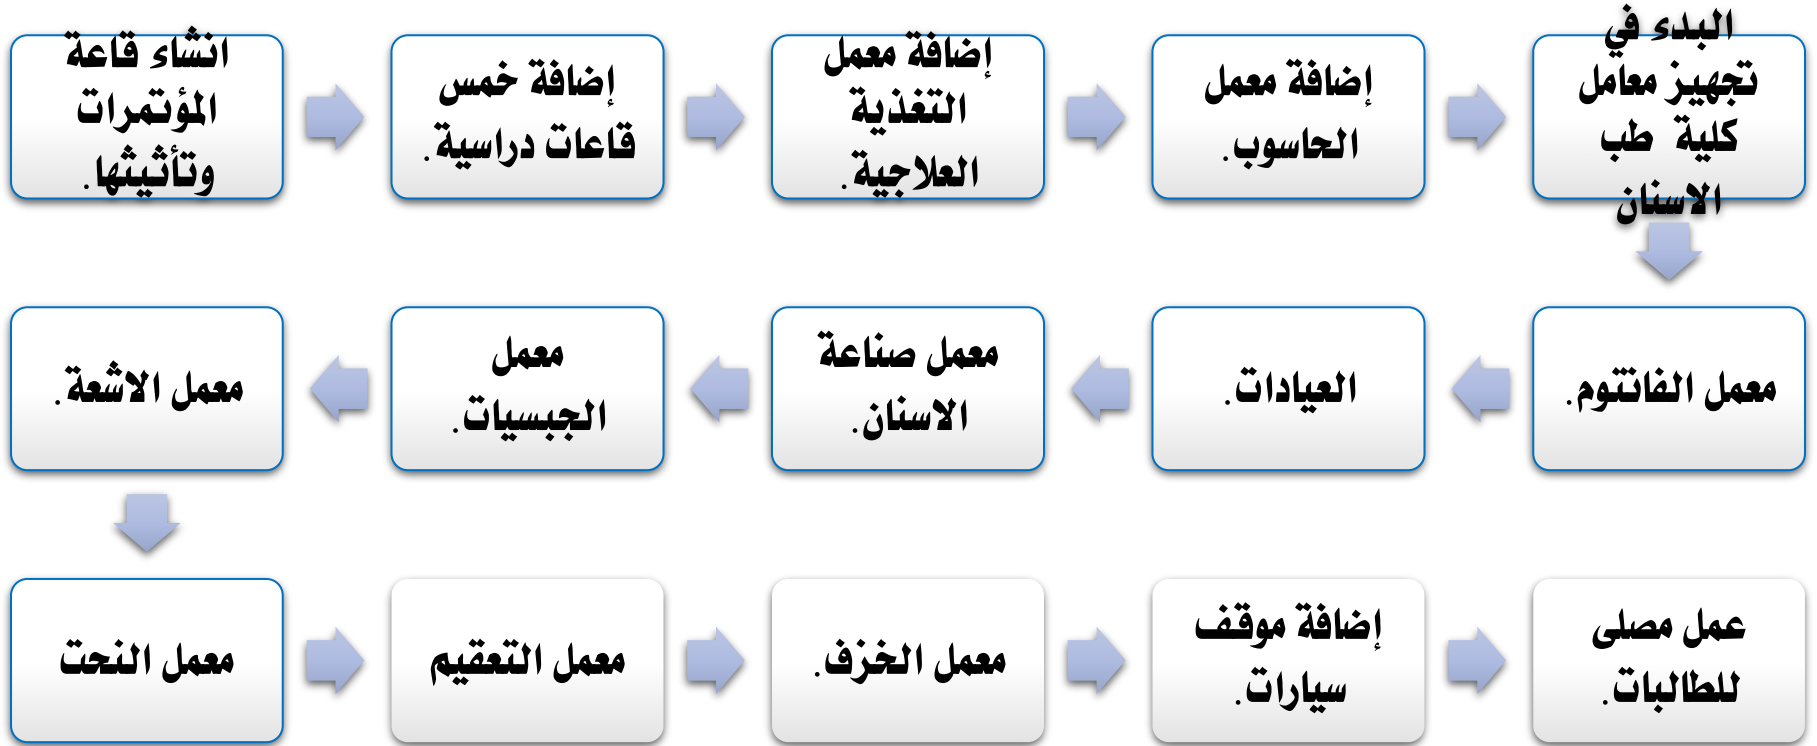 انشاء قاعة
المؤتمرات
وتأثيثها.
إضافة خمس
قاعات دراسية.
إضافة معمل
التغذية
العلاجية.
إضافة معمل
الحاسوب.
البدء في
تجهيز معامل
كلية طب
الاسنان
معمل الفانتوم.
العيادات.
معمل صناعة
الاسنان.
معمل
الجبسيات.
معمل الاشعة.
معمل النحت
معمل التعقيم
معمل الخزف.
إضافة موقف
سيارات.
عمل مصلى
للطالبات.